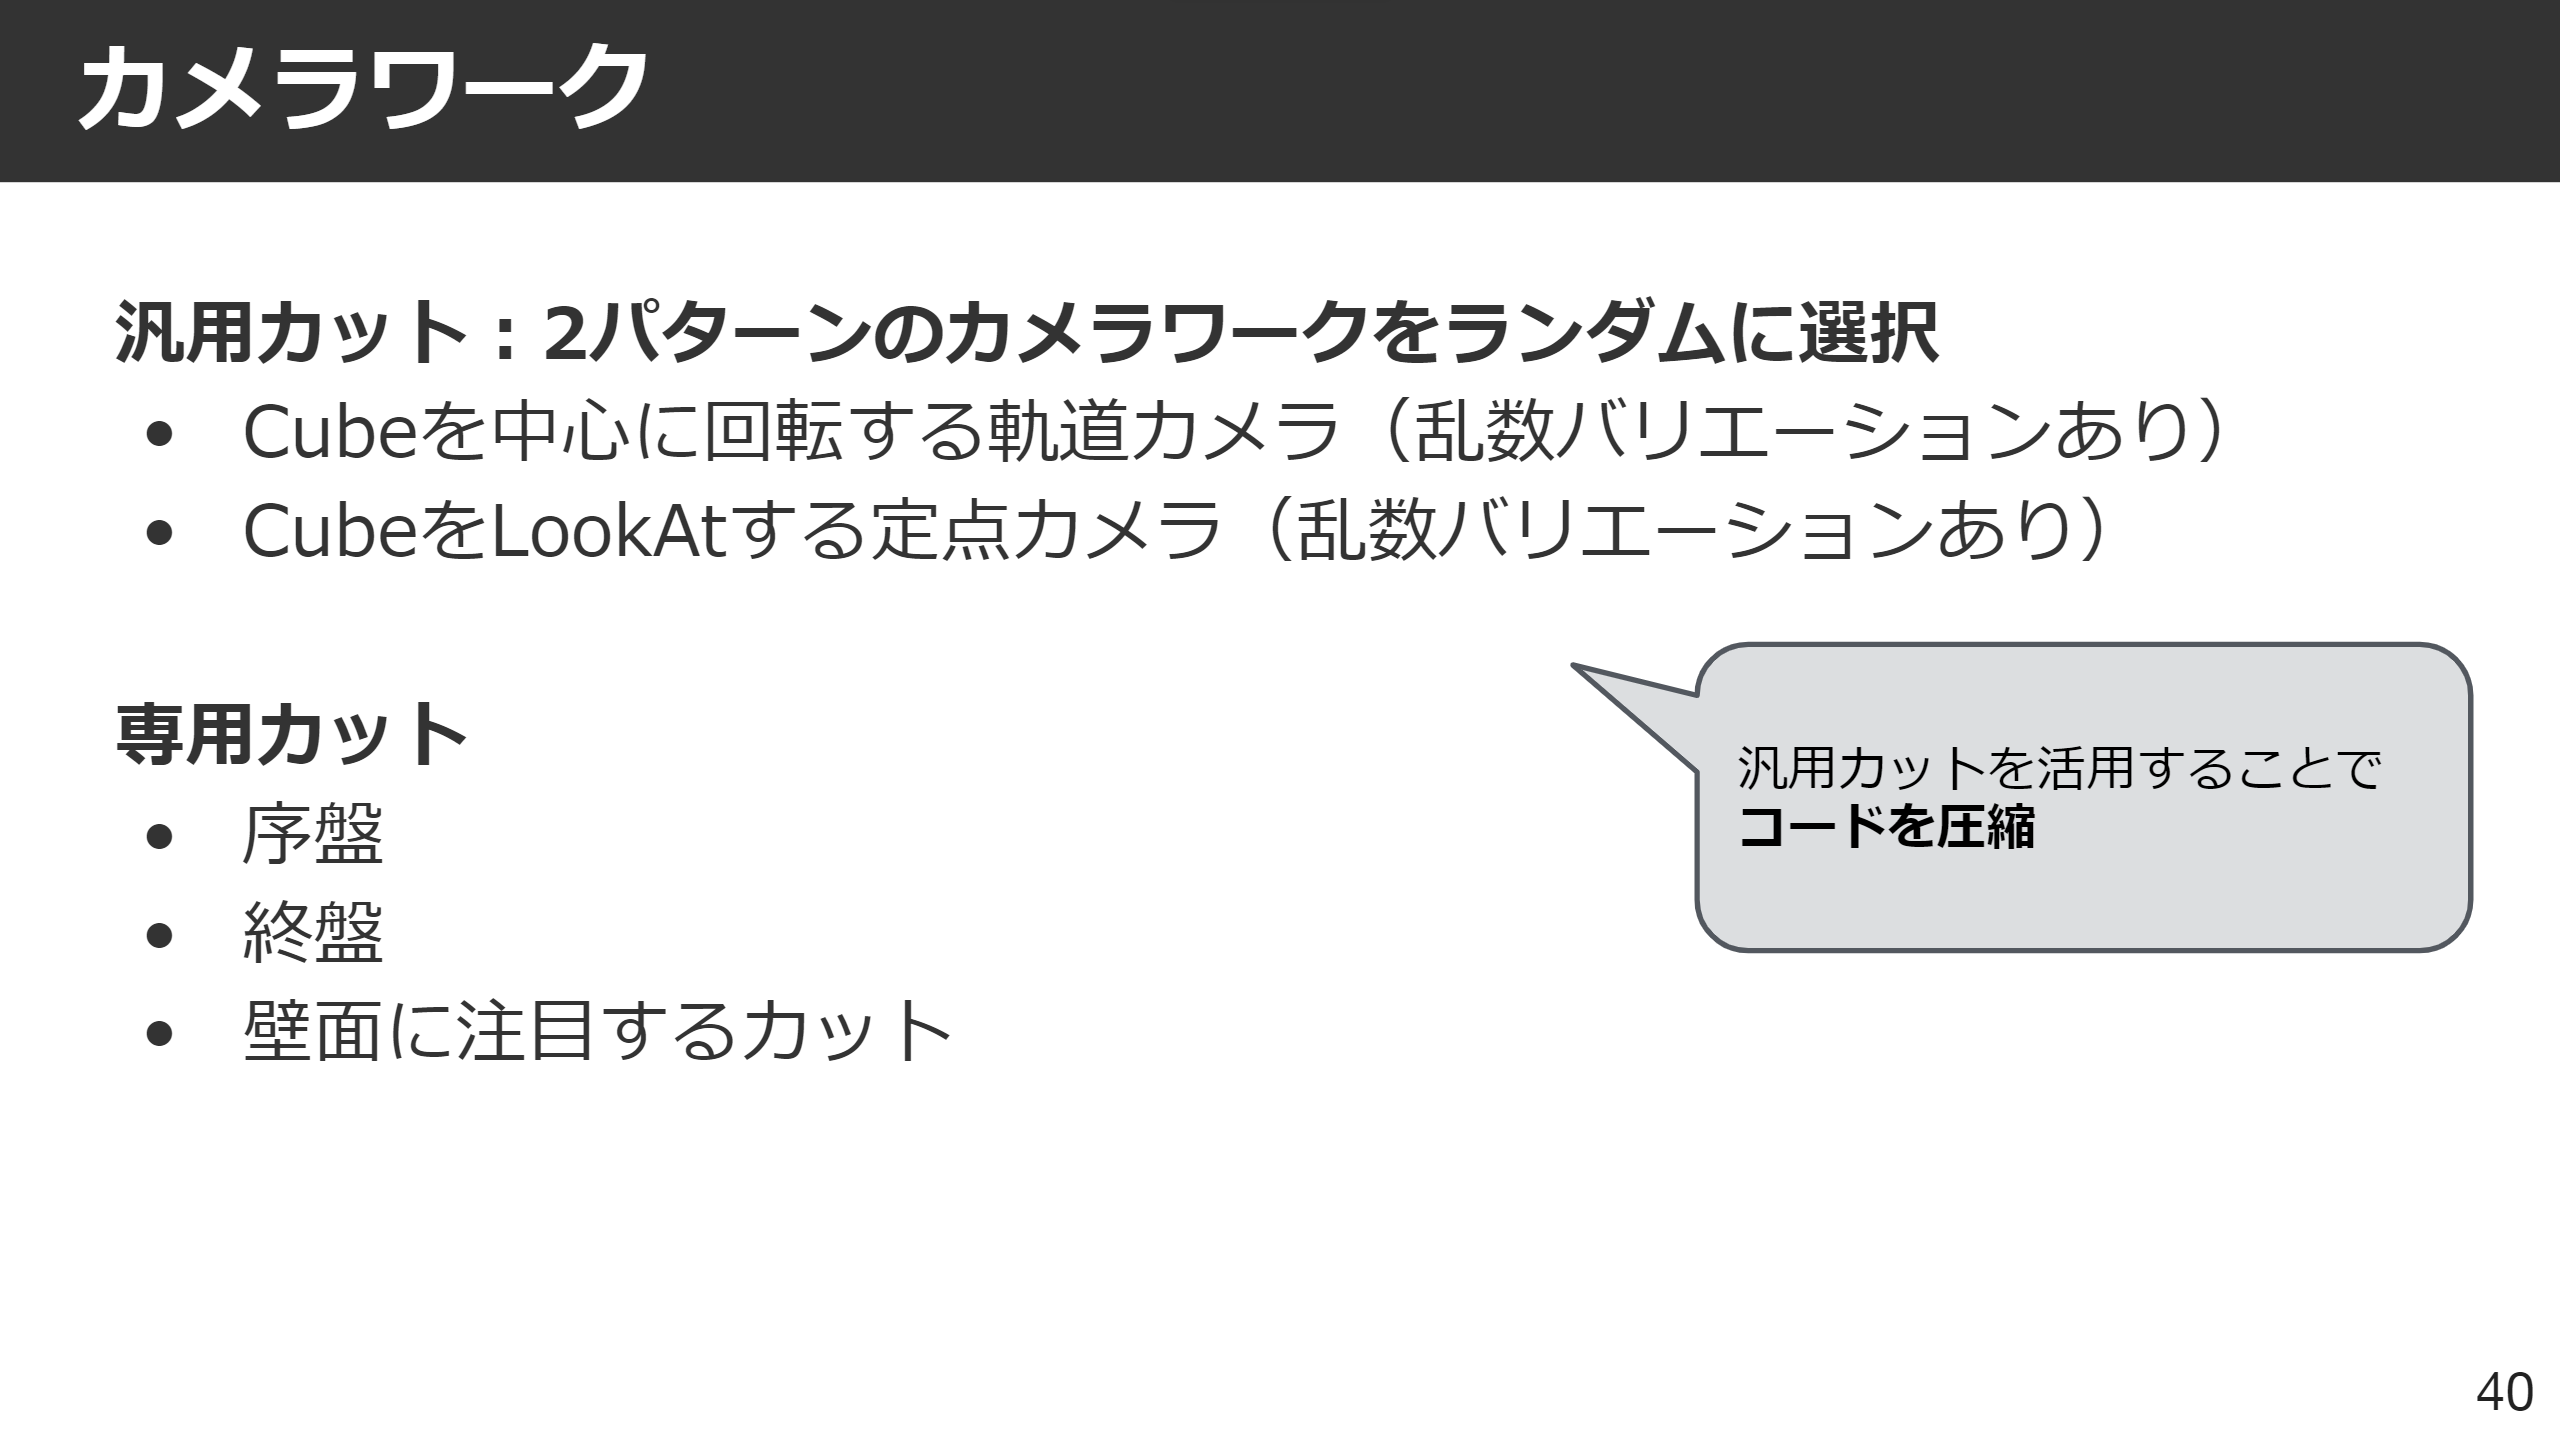 カメラワーク
汎用カット：2パターンのカメラワークをランダムに選択
● Cubeを中心に回転する軌道カメラ（乱数バリエーションあり）
● CubeをLookAtする定点カメラ（乱数バリエーションあり）
専用カット
● 序盤
● 終盤
● 壁面に注目するカット
汎用カットを活用することで
コードを圧縮
40